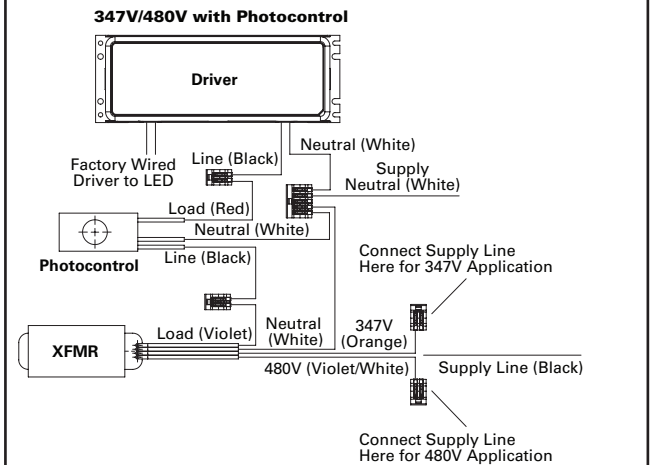 347V/480V with Photocontrol
Driver
Neutral (White)
Line (Black)
Factory Wired
Driver to LED
Supply
Neutral (White)
Load (Red)
Neutral (White)
Line (Black)
Photocontrol
Connect Supply Line
Here for 347V Application
Load (Violet)
Neutral
(White)
347V
(Orange)
XFMR
480V (Violet/White)
Supply Line (Black)
Connect Supply Line
Here for 480V Application